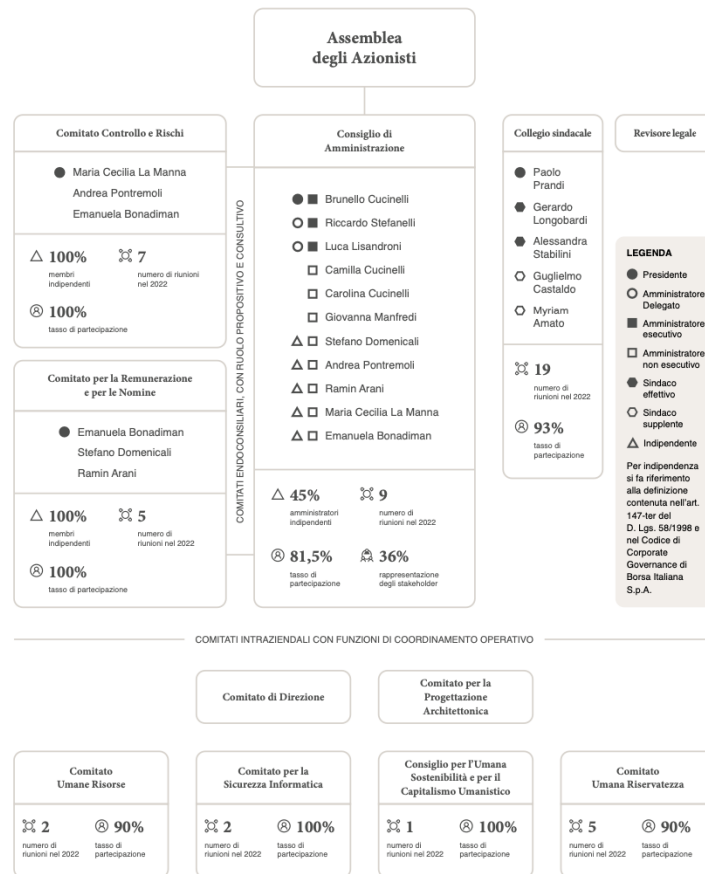 Assemblea
degli Azionisti
Comitato Controllo e Rischi
Maria Cecilia La Manna
Andrea Pontremoli
Emanuela Bonadiman
100%
membri
indipendenti
7
numero di riunioni
nel 2022
100%
tasso di partecipazione
Comitato per la Remunerazione
e per le Nomine
Emanuela Bonadiman
Stefano Domenicali
Ramin Arani
100%
membri
indipendenti
5
numero di
riunioni nel 2022
100%
tasso di partecipazione
COMITATI ENDOCONSILIARI, CON RUOLO PROPOSITIVO E CONSULTIVO
Consiglio di
Amministrazione
Brunello Cucinelli
Riccardo Stefanelli
Luca Lisandroni
Camilla Cucinelli
Carolina Cucinelli
Giovanna Manfredi
Stefano Domenicali
Andrea Pontremoli
Ramin Arani
Maria Cecilia La Manna
Emanuela Bonadiman
45%
amministratori
indipendenti
9
numero di
riunioni nel 2022
81,5%
tasso di
partecipazione
36%
rappresentazione
degli stakeholder
Collegio sindacale
Paolo
Prandi
Gerardo
Longobardi
Alessandra
Stabilini
Guglielmo
Castaldo
Myriam
Amato
19
numero di
riunioni nel 2022
93%
tasso di
partecipazione
Revisore legale
LEGENDA
Presidente
Amministratore
Delegato
Amministratore
esecutivo
Amministratore
non esecutivo
Sindaco
effettivo
Sindaco
supplente
Indipendente
Per indipendenza
si fa riferimento
alla definizione
contenuta nell'art.
147-ter del
D. Lgs. 58/1998 e
nel Codice di
Corporate
Governance di
Borsa Italiana
S.p.A.
COMITATI INTRAZIENDALI CON FUNZIONI DI COORDINAMENTO OPERATIVO
Comitato di Direzione
Comitato per la
Progettazione
Architettonica
Comitato
Umane Risorse
2
numero di
riunioni nel 2022
90%
tasso di
partecipazione
Comitato per la
Sicurezza Informatica
2
numero di
riunioni nel 2022
100%
tasso di
partecipazione
Consiglio per l'Umana
Sostenibilità e per il
Capitalismo Umanistico
1
numero di
riunioni nel 2022
100%
tasso di
partecipazione
Comitato
Umana Riservatezza
5
numero di
riunioni nel 2022
90%
tasso di
partecipazione